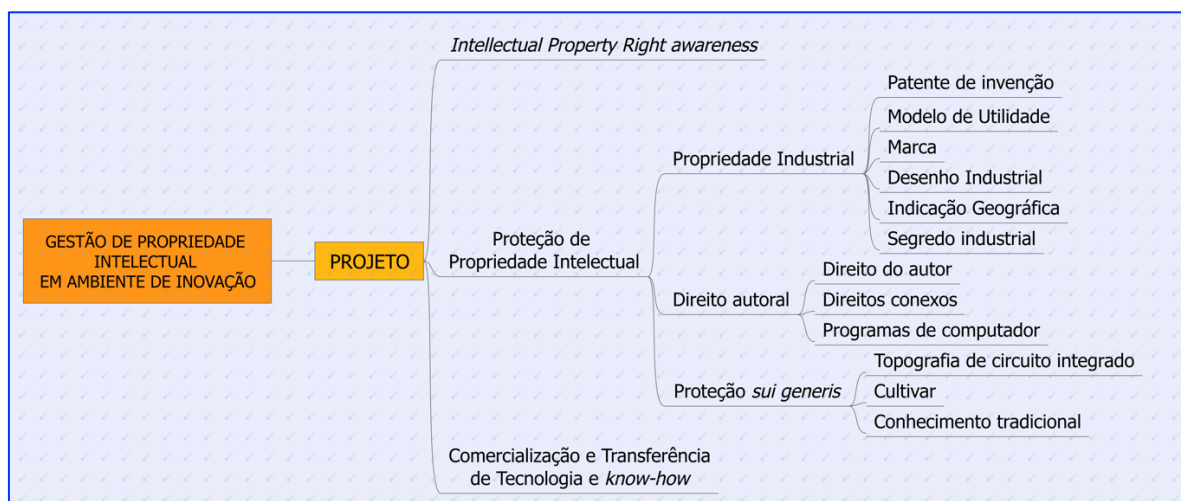 GESTÃO DE PROPRIEDADE
INTELECTUAL
EM AMBIENTE DE INOVAÇÃO
PROJETO
Intellectual Property Right awareness
Proteção de
Propriedade Intelectual
Propriedade Industrial
Patente de invenção
Modelo de Utilidade
Marca
Desenho Industrial
Indicação Geográfica
Segredo industrial
Direito autoral
Direito do autor
Direitos conexos
Programas de computador
Proteção sui generis
Topografia de circuito integrado
Cultivar
Conhecimento tradicional
Comercialização e Transferência
de Tecnologia e know-how